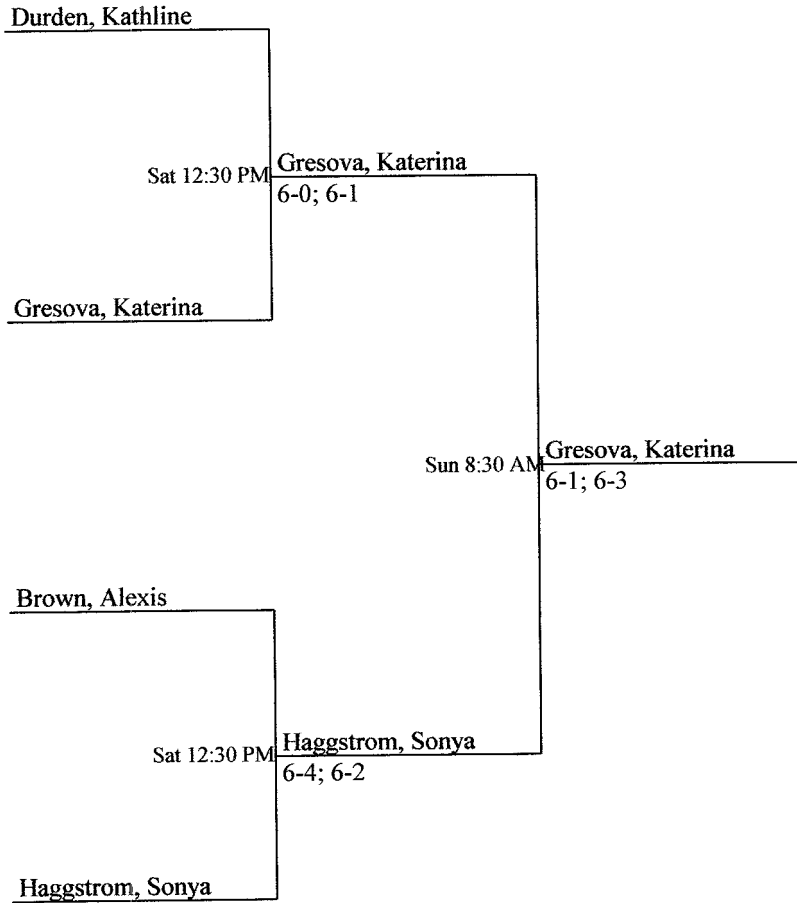 Durden, Kathline
Sat 12:30 PM
Gresova, Katerina
6-0; 6-1
Gresova, Katerina
Sun 8:30 AM
Gresova, Katerina
6-1; 6-3
Brown, Alexis
Sat 12:30 PM
Haggstrom, Sonya
6-4; 6-2
Haggstrom, Sonya